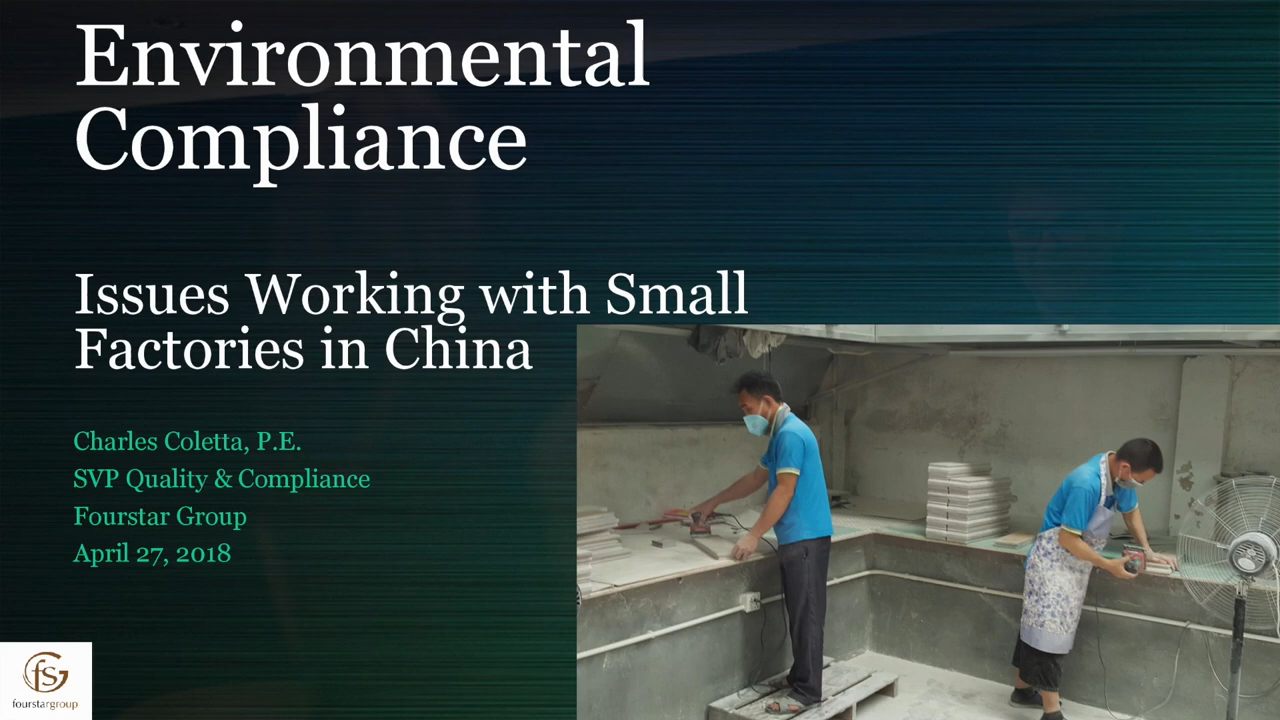 Environmental
Compliance
Issues Working with Small
Factories in China
Charles Coletta, P.E.
SVP Quality & Compliance
Fourstar Group
April 27, 2018
fsG
fourstargroup